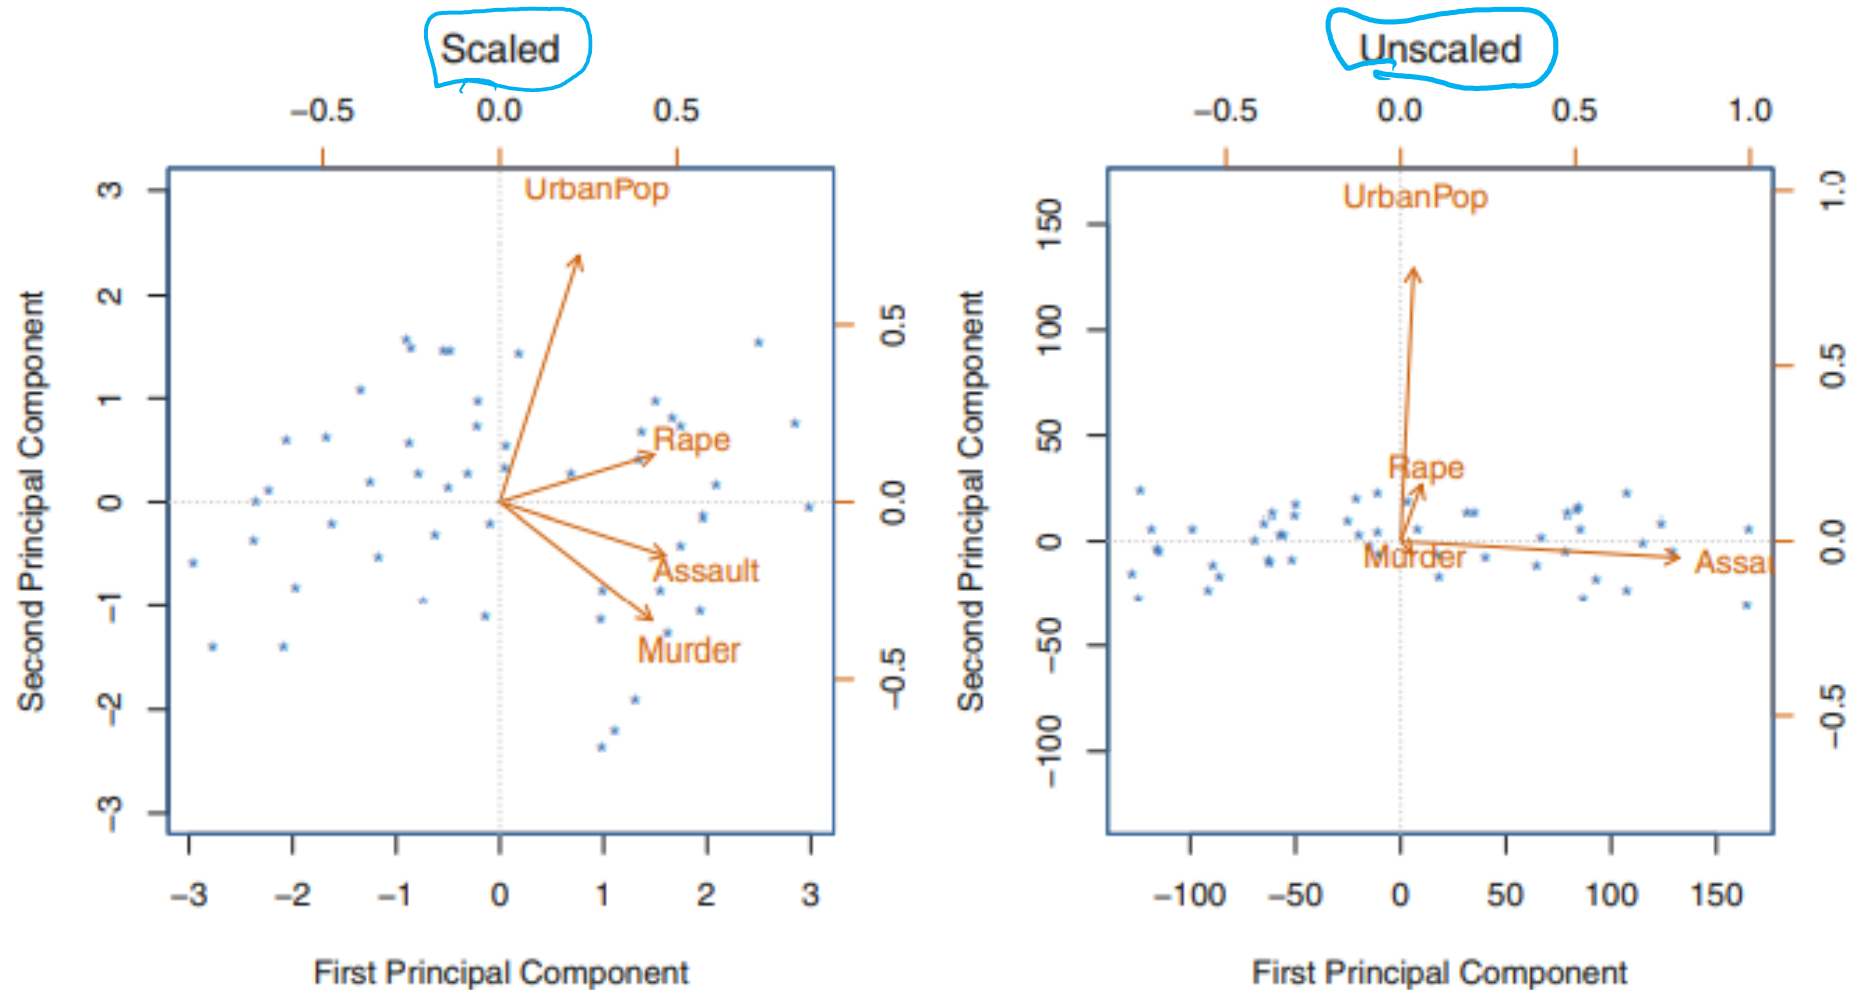 Scaled
−0.5 0.0 0.5
UrbanPop
Rape
Assault
Murder
3
2
1
0
−1
−2
−3
Second Principal Component
0.5
0.0
−0.5
−3 −2 −1 0 1 2 3
First Principal Component
Unscaled
−0.5 0.0 0.5 1.0
UrbanPop
Rape
Murder
Assau
150
100
50
0
−50
−100
Second Principal Component
1.0
0.5
0.0
−0.5
−100 −50 0 50 100 150
First Principal Component